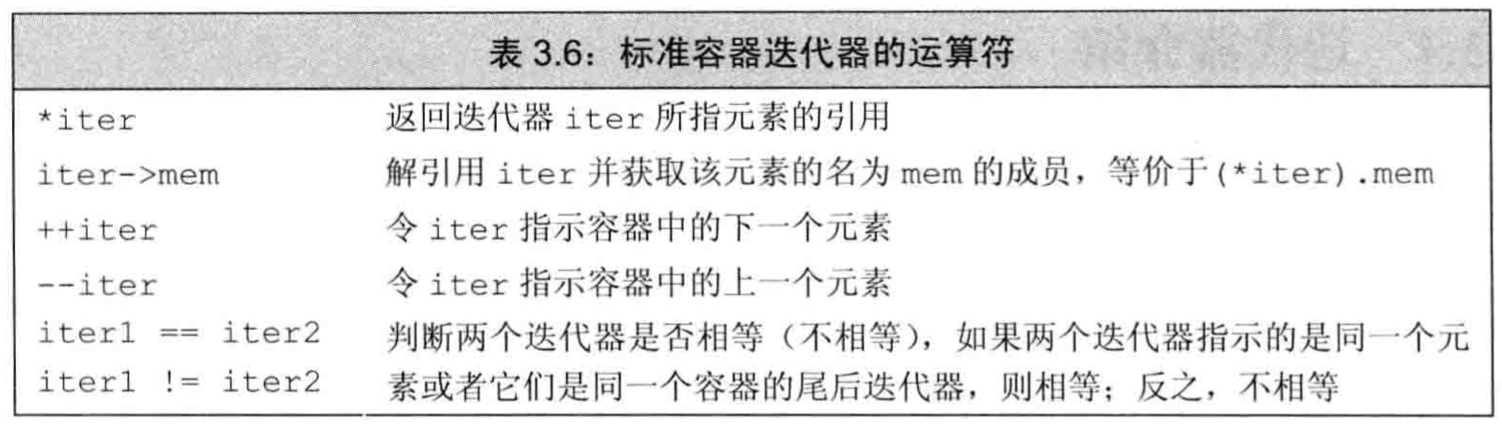 表 3.6：标准容器迭代器的运算符
*iter 返回迭代器 iter 所指元素的引用
iter->mem 解引用 iter 并获取该元素的名为 mem 的成员，等价于(*iter).mem
++iter 令 iter 指示容器中的下一个元素
--iter 令 iter 指示容器中的上一个元素
iter1 == iter2 判断两个迭代器是否相等（不相等），如果两个迭代器指示的是同一个元
iter1 != iter2 素或者它们是同一个容器的尾后迭代器，则相等；反之，不相等